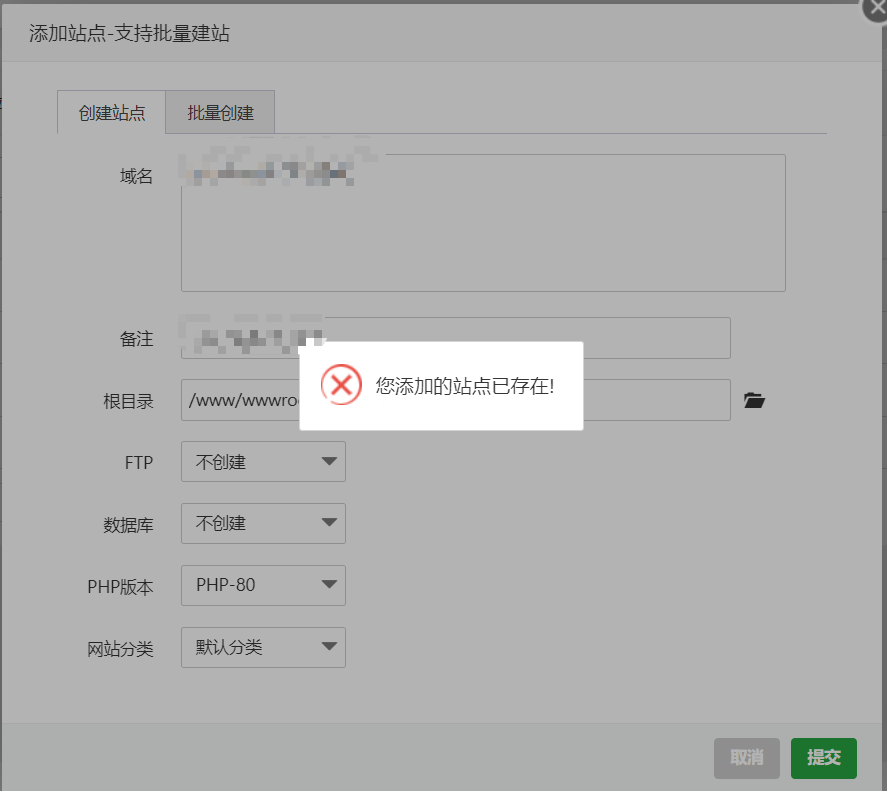 添加站点-支持批量建站
创建站点 批量创建
域名
备注
您添加的站点已存在!
根目录 /www/wwwro
FTP 不创建
数据库 不创建
PHP版本 PHP-80
网站分类 默认分类
取消 提交